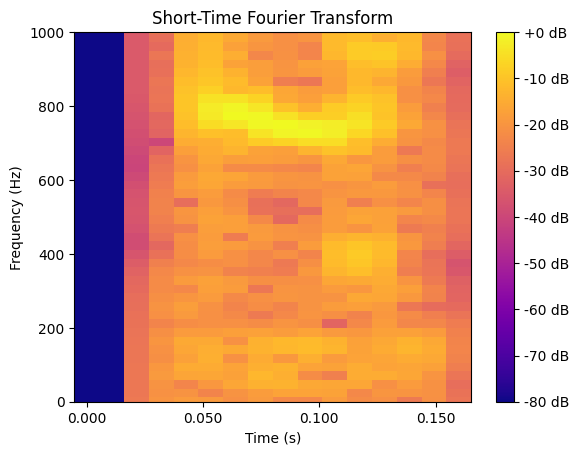 Short-Time Fourier Transform
1000
800
600
400
200
0
Frequency (Hz)
0.000
0.050
0.100
0.150
Time (s)
+0 dB
-10 dB
-20 dB
-30 dB
-40 dB
-50 dB
-60 dB
-70 dB
-80 dB